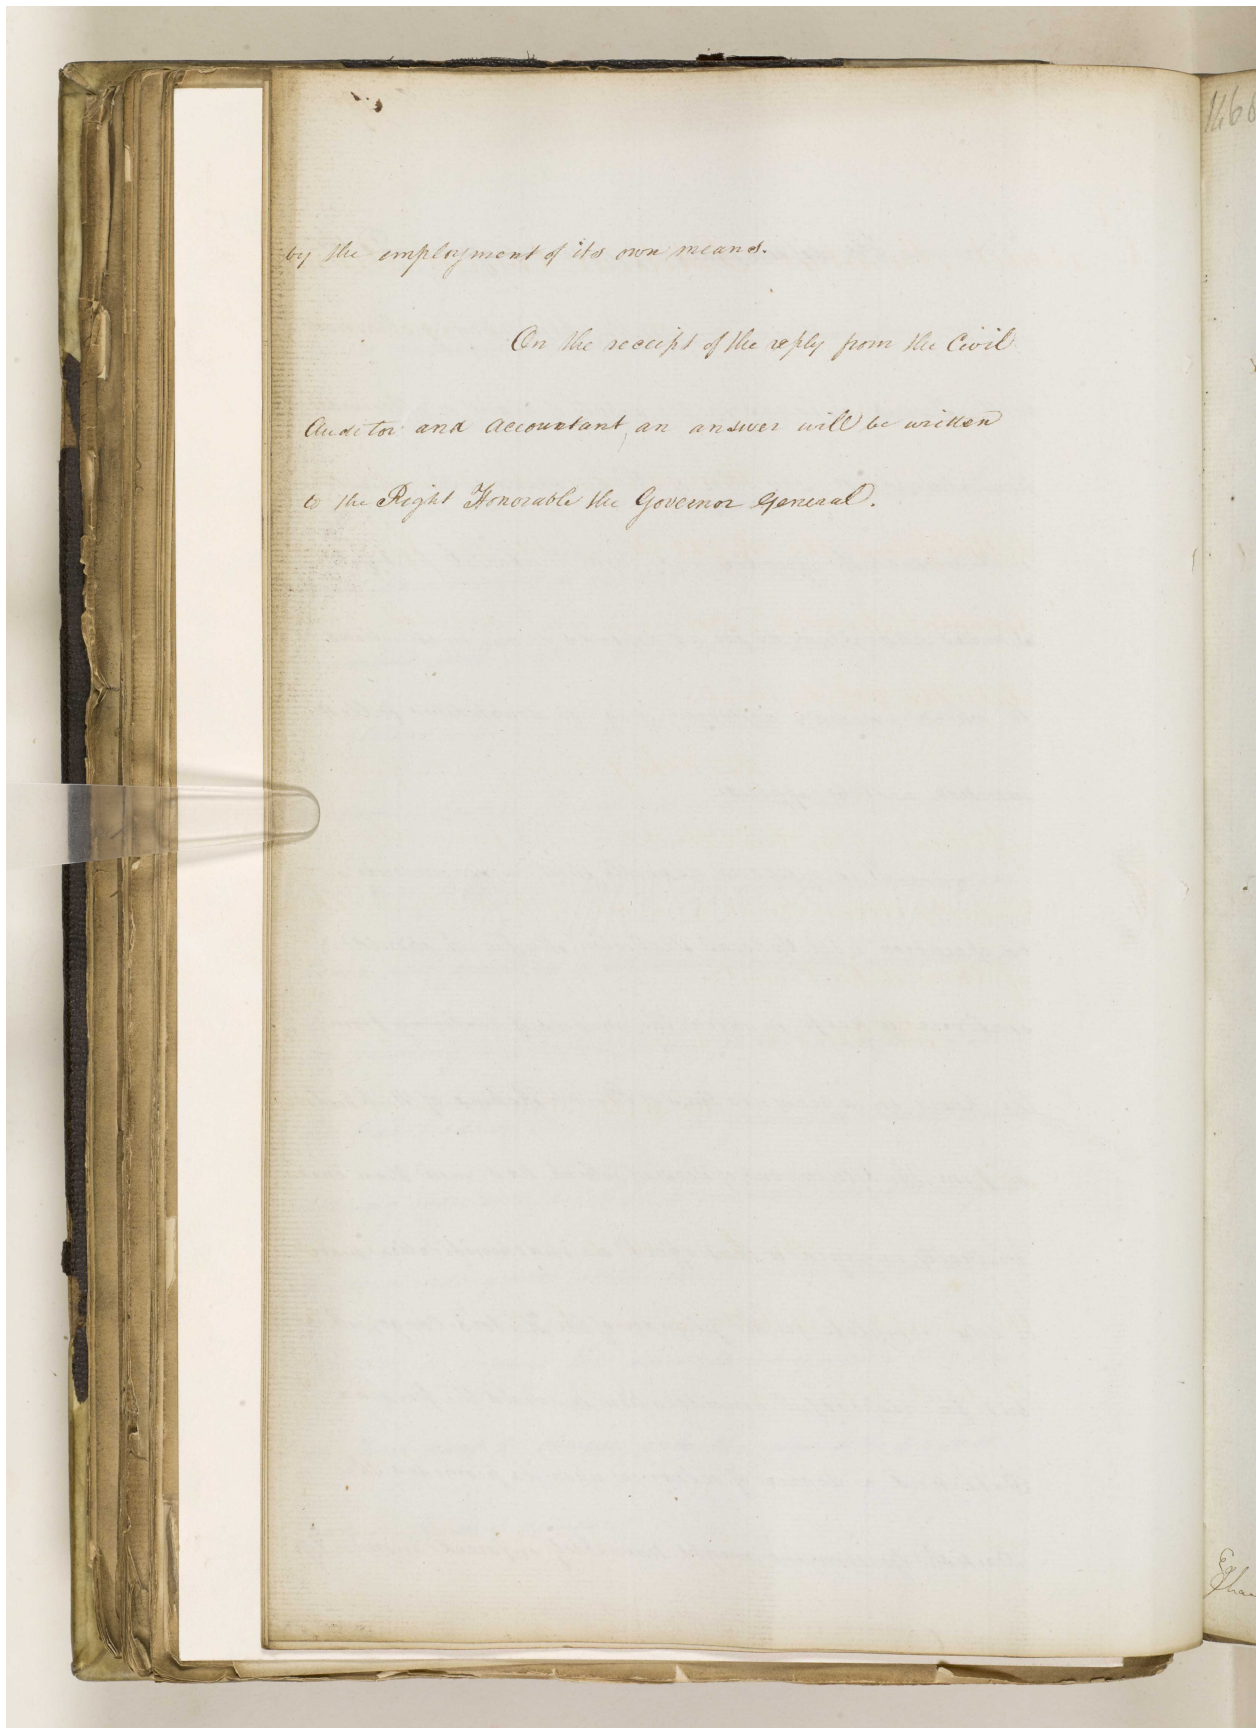 by the employment of its own means.
On the receipt of the reply from the Civil
Auditor and Accountant, an answer will be written
to the Right Honorable the Governor General.